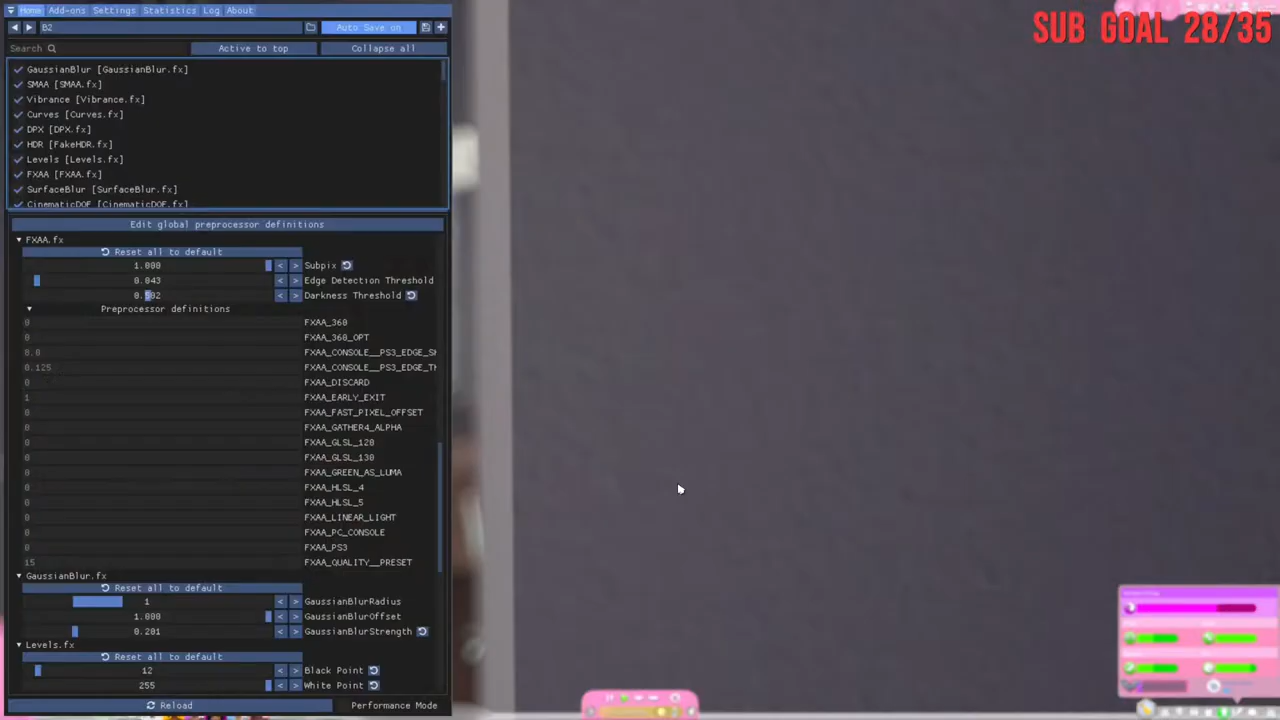 Home Add-ons Settings Statistics Log About
SUB GOAL 28/35
B2 Auto Save on
Search Active to top Collapse all
GaussianBlur [GaussianBlur.fx]
SMAA [SMAA.fx]
Vibrance [Vibrance.fx]
Curves [Curves.fx]
DPX [DPX.fx]
HDR [FakeHDR.fx]
Levels [Levels.fx]
FXAA [FXAA.fx]
SurfaceBlur [SurfaceBlur.fx]
CinematicDOF [CinematicDOF.fx]
Edit global preprocessor definitions
FXAA.fx
Reset all to default
1.000 < > Subpix
0.043 < > Edge Detection Threshold
< > Darkness Threshold
Preprocessor definitions
0 FXAA_360
0 FXAA_360_OPT
8.0 FXAA_CONSOLE__PS3_EDGE_SH
0.125 FXAA_CONSOLE__PS3_EDGE_TH
0 FXAA_DISCARD
1 FXAA_EARLY_EXIT
0 FXAA_FAST_PIXEL_OFFSET
0 FXAA_GATHER4_ALPHA
0 FXAA_GLSL_120
0 FXAA_GLSL_130
0 FXAA_GREEN_AS_LUMA
0 FXAA_HLSL_4
0 FXAA_HLSL_5
0 FXAA_LINEAR_LIGHT
0 FXAA_PC_CONSOLE
0 FXAA_PS3
15 FXAA_QUALITY__PRESET
GaussianBlur.fx
Reset all to default
1 < > GaussianBlurRadius
1.000 < > GaussianBlurOffset
0.201 < > GaussianBlurStrength
Levels.fx
Reset all to default
12 < > Black Point
255 < > White Point
Reload Performance Mode